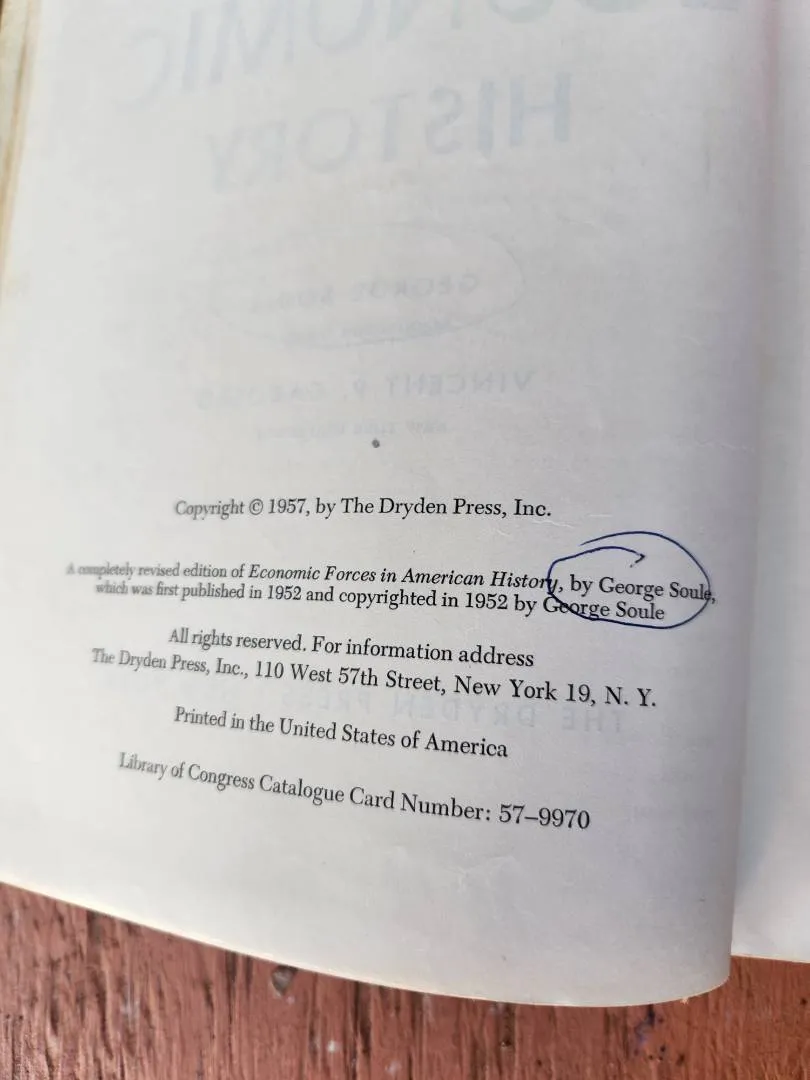 Copyright © 1957, by The Dryden Press, Inc.
A completely revised edition of Economic Forces in American History, by George Soule,
which was first published in 1952 and copyrighted in 1952 by George Soule
All rights reserved. For information address
The Dryden Press, Inc., 110 West 57th Street, New York 19, N. Y.
Printed in the United States of America
Library of Congress Catalogue Card Number: 57–9970